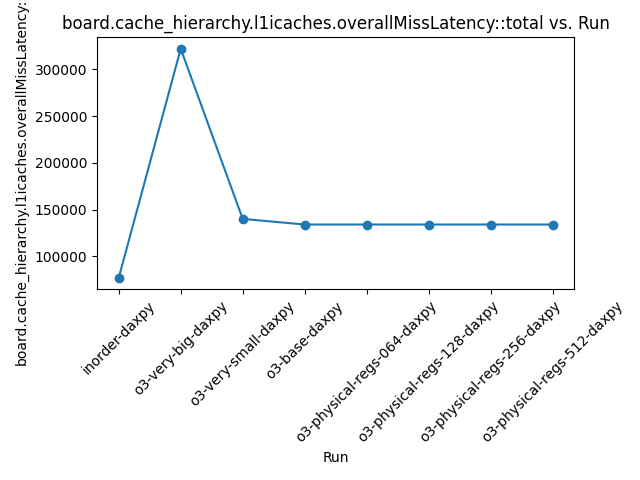 board.cache_hierarchy.l1icaches.overallMissLatency::total vs. Run
board.cache_hierarchy.l1icaches.overallMissLatency:
300000
250000
200000
150000
100000
inorder-daxpy
o3-very-big-daxpy
o3-very-small-daxpy
o3-base-daxpy
o3-physical-regs-064-daxpy
o3-physical-regs-128-daxpy
o3-physical-regs-256-daxpy
o3-physical-regs-512-daxpy
Run